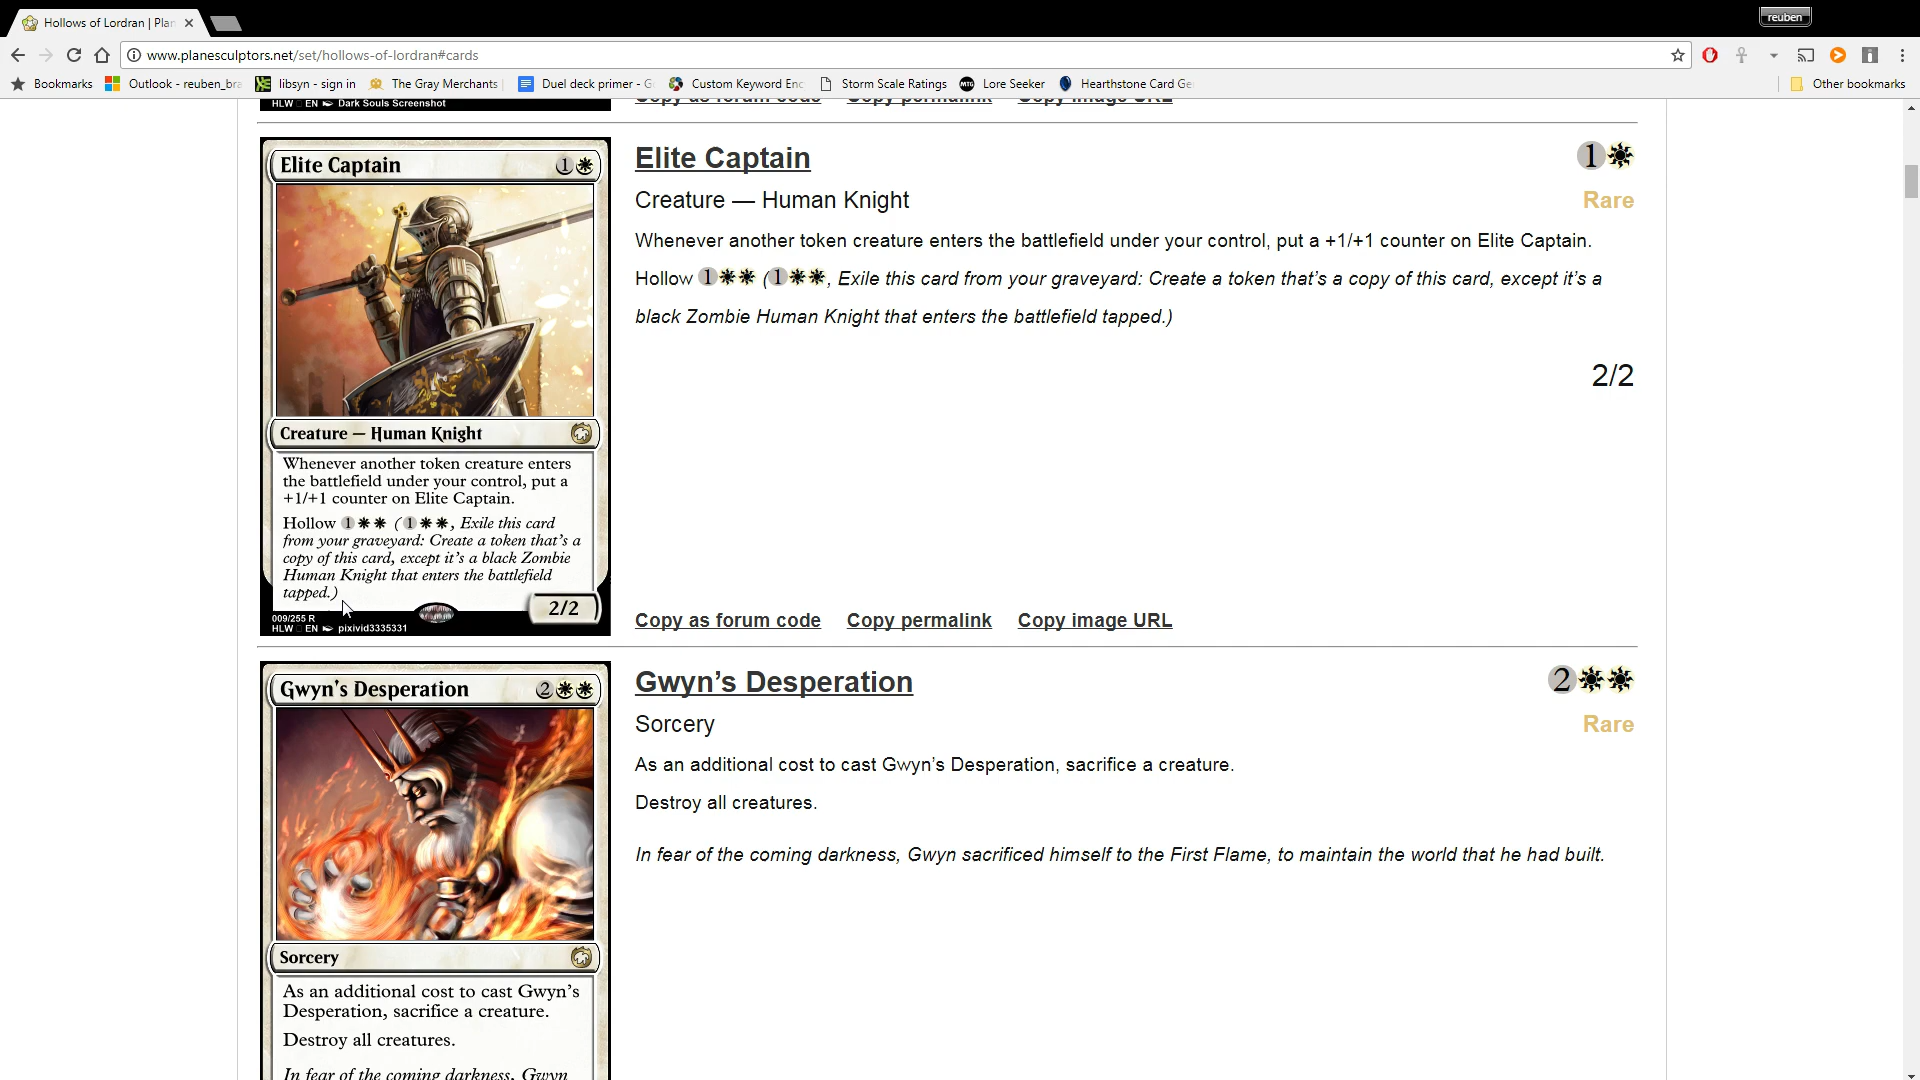 Hollows of Lordran | Plan
reuben
www.planesculptors.net/set/hollows-of-lordran#cards
Bookmarks Outlook - reuben_bra libsyn - sign in The Gray Merchants Duel deck primer - G Custom Keyword Enc Storm Scale Ratings MTG Lore Seeker Hearthstone Card Ge Other bookmarks
HLW EN Dark Souls Screenshot
Copy as forum code Copy permalink Copy image URL
Elite Captain 1
Creature — Human Knight
Whenever another token creature enters
the battlefield under your control, put a
+1/+1 counter on Elite Captain.
Hollow 1 (1, Exile this card
from your graveyard: Create a token that's a
copy of this card, except it's a black Zombie
Human Knight that enters the battlefield
tapped.)
2/2
009/255 R
HLW EN pixivid3335331
Elite Captain 1
Creature — Human Knight Rare
Whenever another token creature enters the battlefield under your control, put a +1/+1 counter on Elite Captain.
Hollow 1 (1, Exile this card from your graveyard: Create a token that's a copy of this card, except it's a
black Zombie Human Knight that enters the battlefield tapped.)
2/2
Copy as forum code Copy permalink Copy image URL
Gwyn's Desperation 2
Sorcery
As an additional cost to cast Gwyn's
Desperation, sacrifice a creature.
Destroy all creatures.
In fear of the coming darkness, Gwyn
Gwyn's Desperation 2
Sorcery Rare
As an additional cost to cast Gwyn's Desperation, sacrifice a creature.
Destroy all creatures.
In fear of the coming darkness, Gwyn sacrificed himself to the First Flame, to maintain the world that he had built.